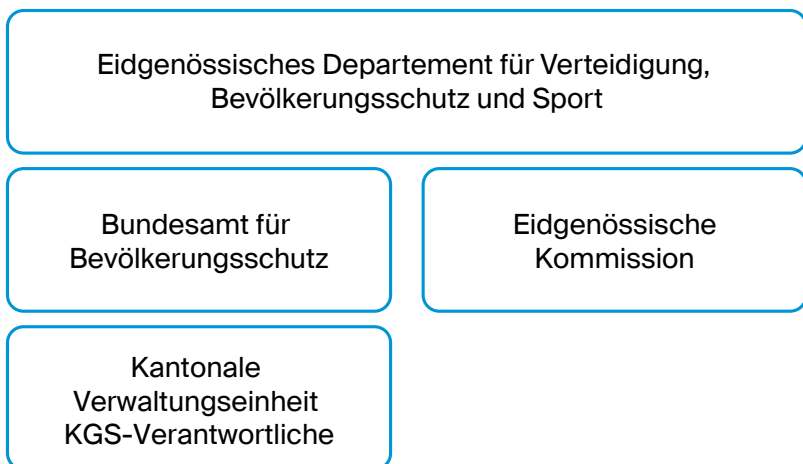 Eidgenössisches Departement für Verteidigung,
Bevölkerungsschutz und Sport
Bundesamt für
Bevölkerungsschutz
Eidgenössische
Kommission
Kantonale
Verwaltungseinheit
KGS-Verantwortliche